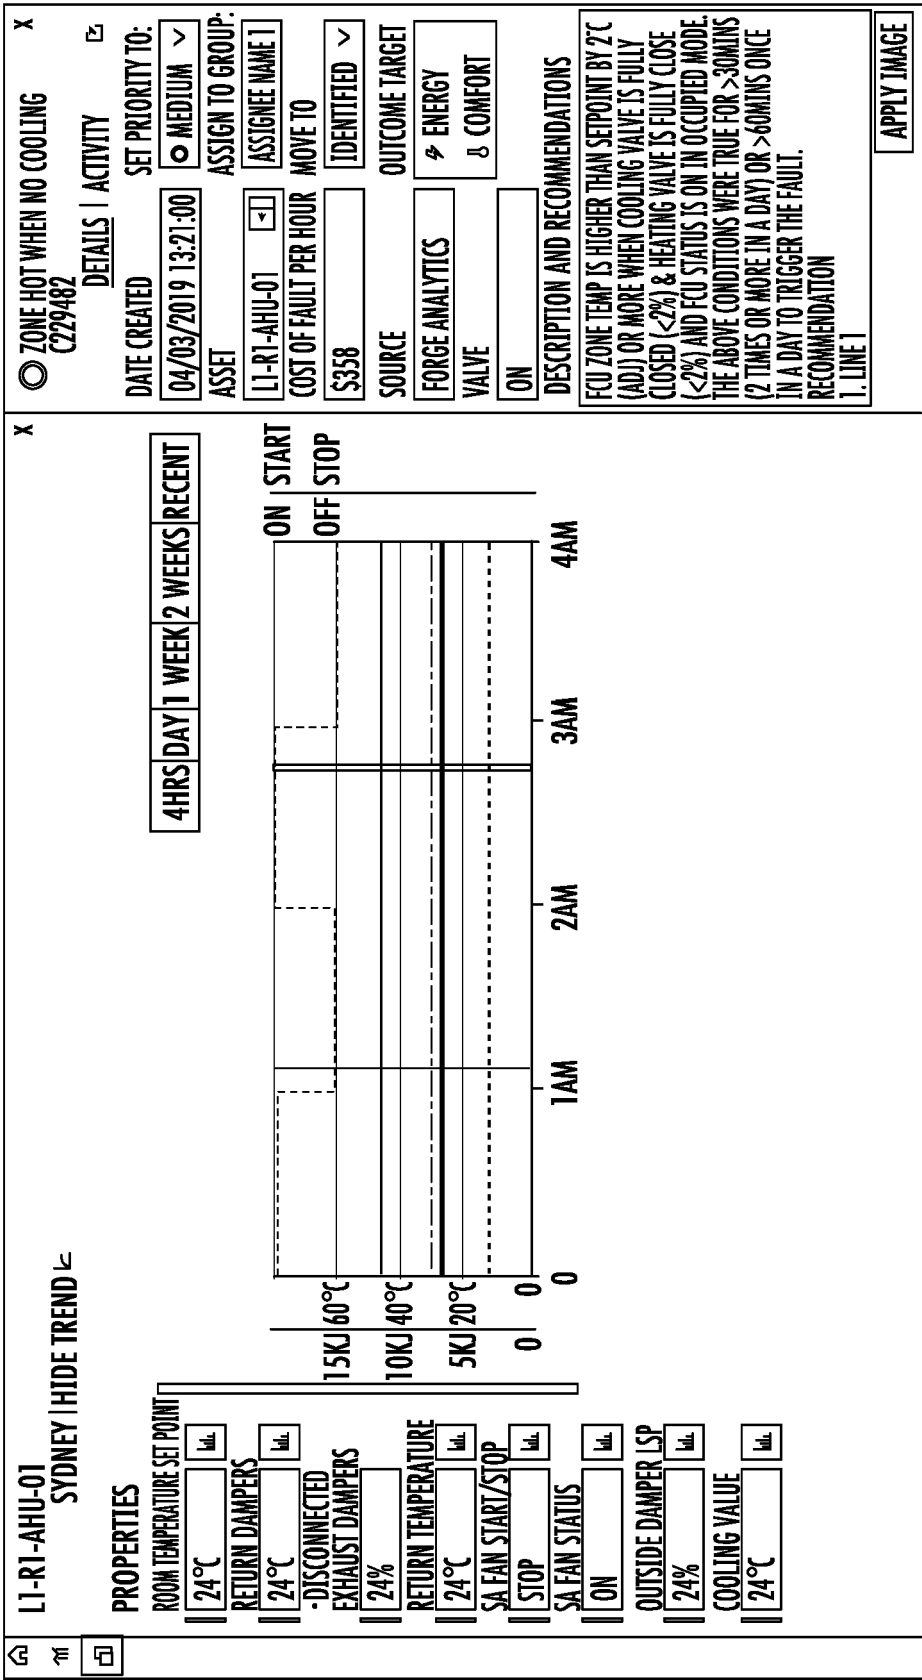 L1-R1-AHU-01
SYDNEY | HIDE TREND
X
PROPERTIES
ROOM TEMPERATURE SET POINT
24°C
RETURN DAMPERS
24°C
•DISCONNECTED
EXHAUST DAMPERS
24%
RETURN TEMPERATURE
24°C
SA FAN START/STOP
STOP
SA FAN STATUS
ON
OUTSIDE DAMPER LSP
24%
COOLING VALUE
24°C
4HRS DAY 1 WEEK 2 WEEKS RECENT
ON START
OFF STOP
15KJ 60°C
10KJ 40°C
5KJ 20°C
0 0
0 1AM 2AM 3AM 4AM
ZONE HOT WHEN NO COOLING
X
C229482
DETAILS | ACTIVITY
DATE CREATED
SET PRIORITY TO:
04/03/2019 13:21:00
MEDIUM
ASSET
ASSIGN TO GROUP:
L1-R1-AHU-01
ASSIGNEE NAME 1
COST OF FAULT PER HOUR
MOVE TO
$358
IDENTIFIED
SOURCE
OUTCOME TARGET
FORGE ANALYTICS
ENERGY
COMFORT
VALVE
ON
DESCRIPTION AND RECOMMENDATIONS
FCU ZONE TEMP IS HIGHER THAN SETPOINT BY 2°C
(ADJ) OR MORE WHEN COOLING VALVE IS FULLY
CLOSED (<2%) & HEATING VALVE IS FULLY CLOSE
(<2%) AND FCU STATUS IS ON IN OCCUPIED MODE.
THE ABOVE CONDITIONS WERE TRUE FOR >30MINS
(2 TIMES OR MORE IN A DAY) OR >60MINS ONCE
IN A DAY TO TRIGGER THE FAULT.
RECOMMENDATION
1. LINE 1
APPLY IMAGE